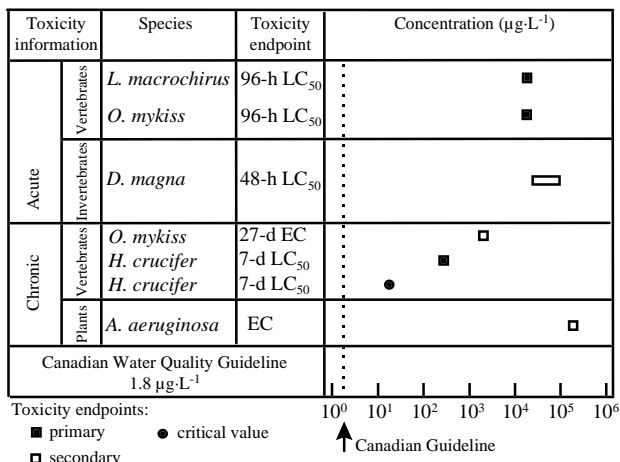 Toxicity information Species Toxicity endpoint Concentration (µg·L⁻¹)
Acute
Vertebrates
L. macrochirus 96-h LC₅₀
O. mykiss 96-h LC₅₀
Invertebrates
D. magna 48-h LC₅₀
Chronic
Vertebrates
O. mykiss 27-d EC
H. crucifer 7-d LC₅₀
H. crucifer 7-d LC₅₀
Plants
A. aeruginosa EC
Canadian Water Quality Guideline
1.8 µg·L⁻¹
10⁰ 10¹ 10² 10³ 10⁴ 10⁵ 10⁶
Toxicity endpoints:
primary critical value
secondary
Canadian Guideline